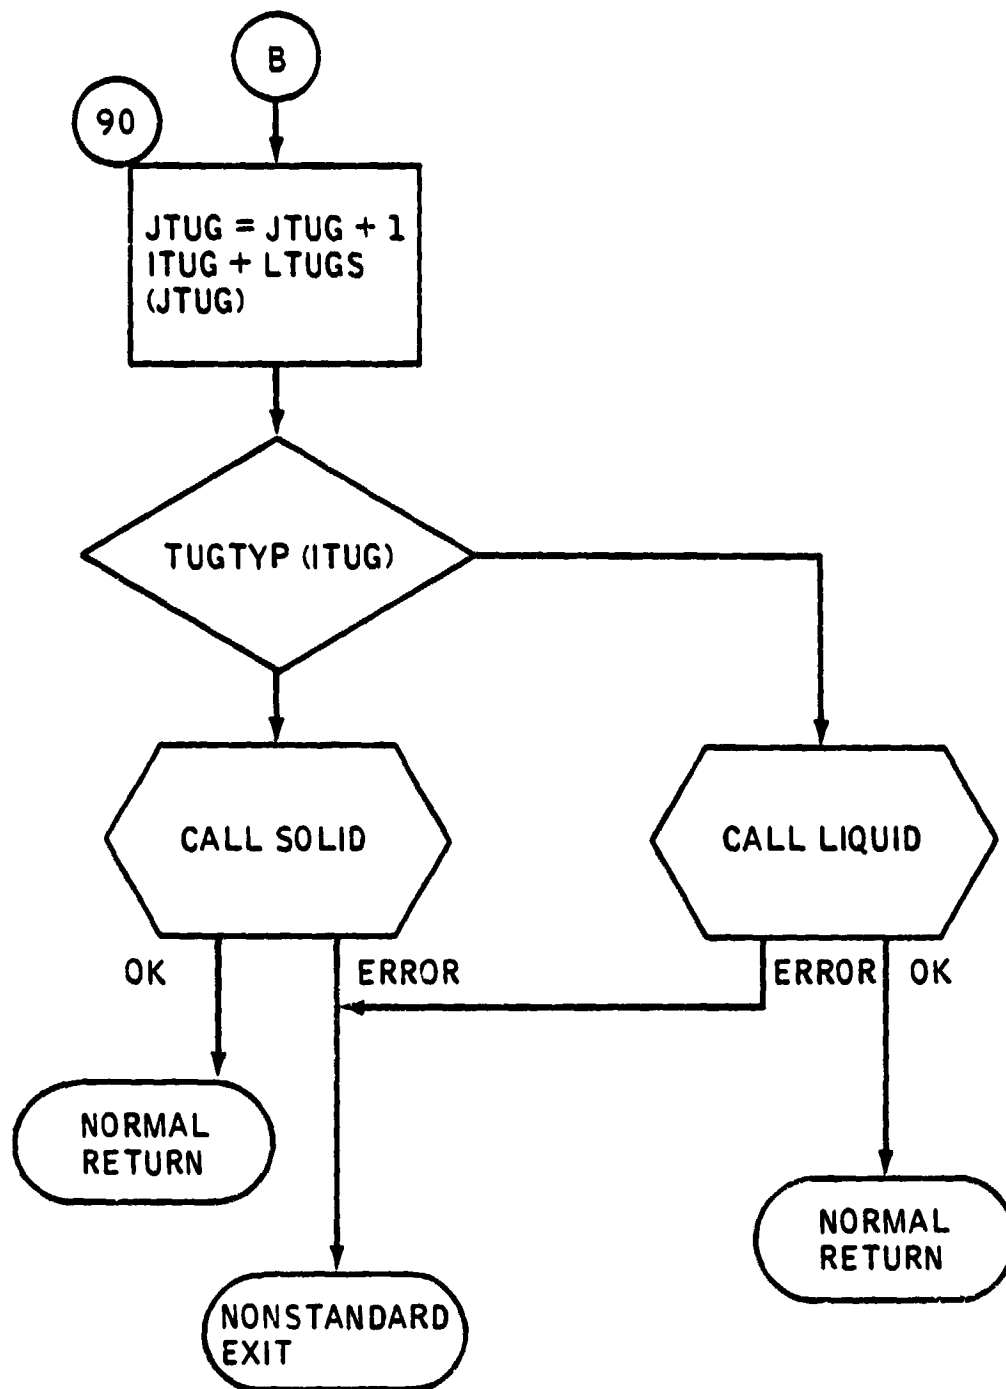 B
90
JTUG = JTUG + 1
ITUG + LTUGS
(JTUG)
TUGTYP (ITUG)
CALL SOLID
CALL LIQUID
OK
ERROR
ERROR
OK
NORMAL
RETURN
NORMAL
RETURN
NONSTANDARD
EXIT